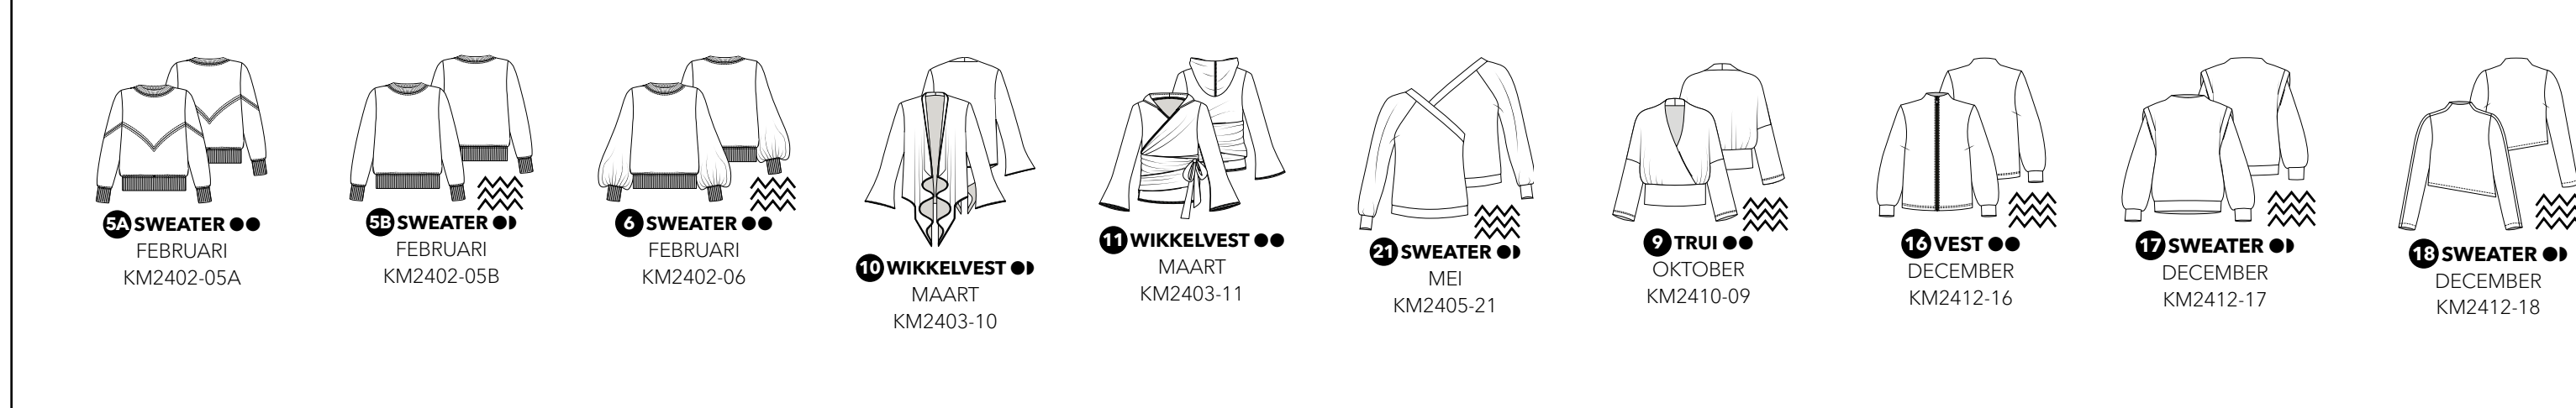 5A SWEATER ●●
FEBRUARI
KM2402-05A
5B SWEATER ●◗
FEBRUARI
KM2402-05B
6 SWEATER ●●
FEBRUARI
KM2402-06
10 WIKKELVEST ●◗
MAART
KM2403-10
11 WIKKELVEST ●●
MAART
KM2403-11
21 SWEATER ●◗
MEI
KM2405-21
9 TRUI ●●
OKTOBER
KM2410-09
16 VEST ●●
DECEMBER
KM2412-16
17 SWEATER ●◗
DECEMBER
KM2412-17
18 SWEATER ●◗
DECEMBER
KM2412-18